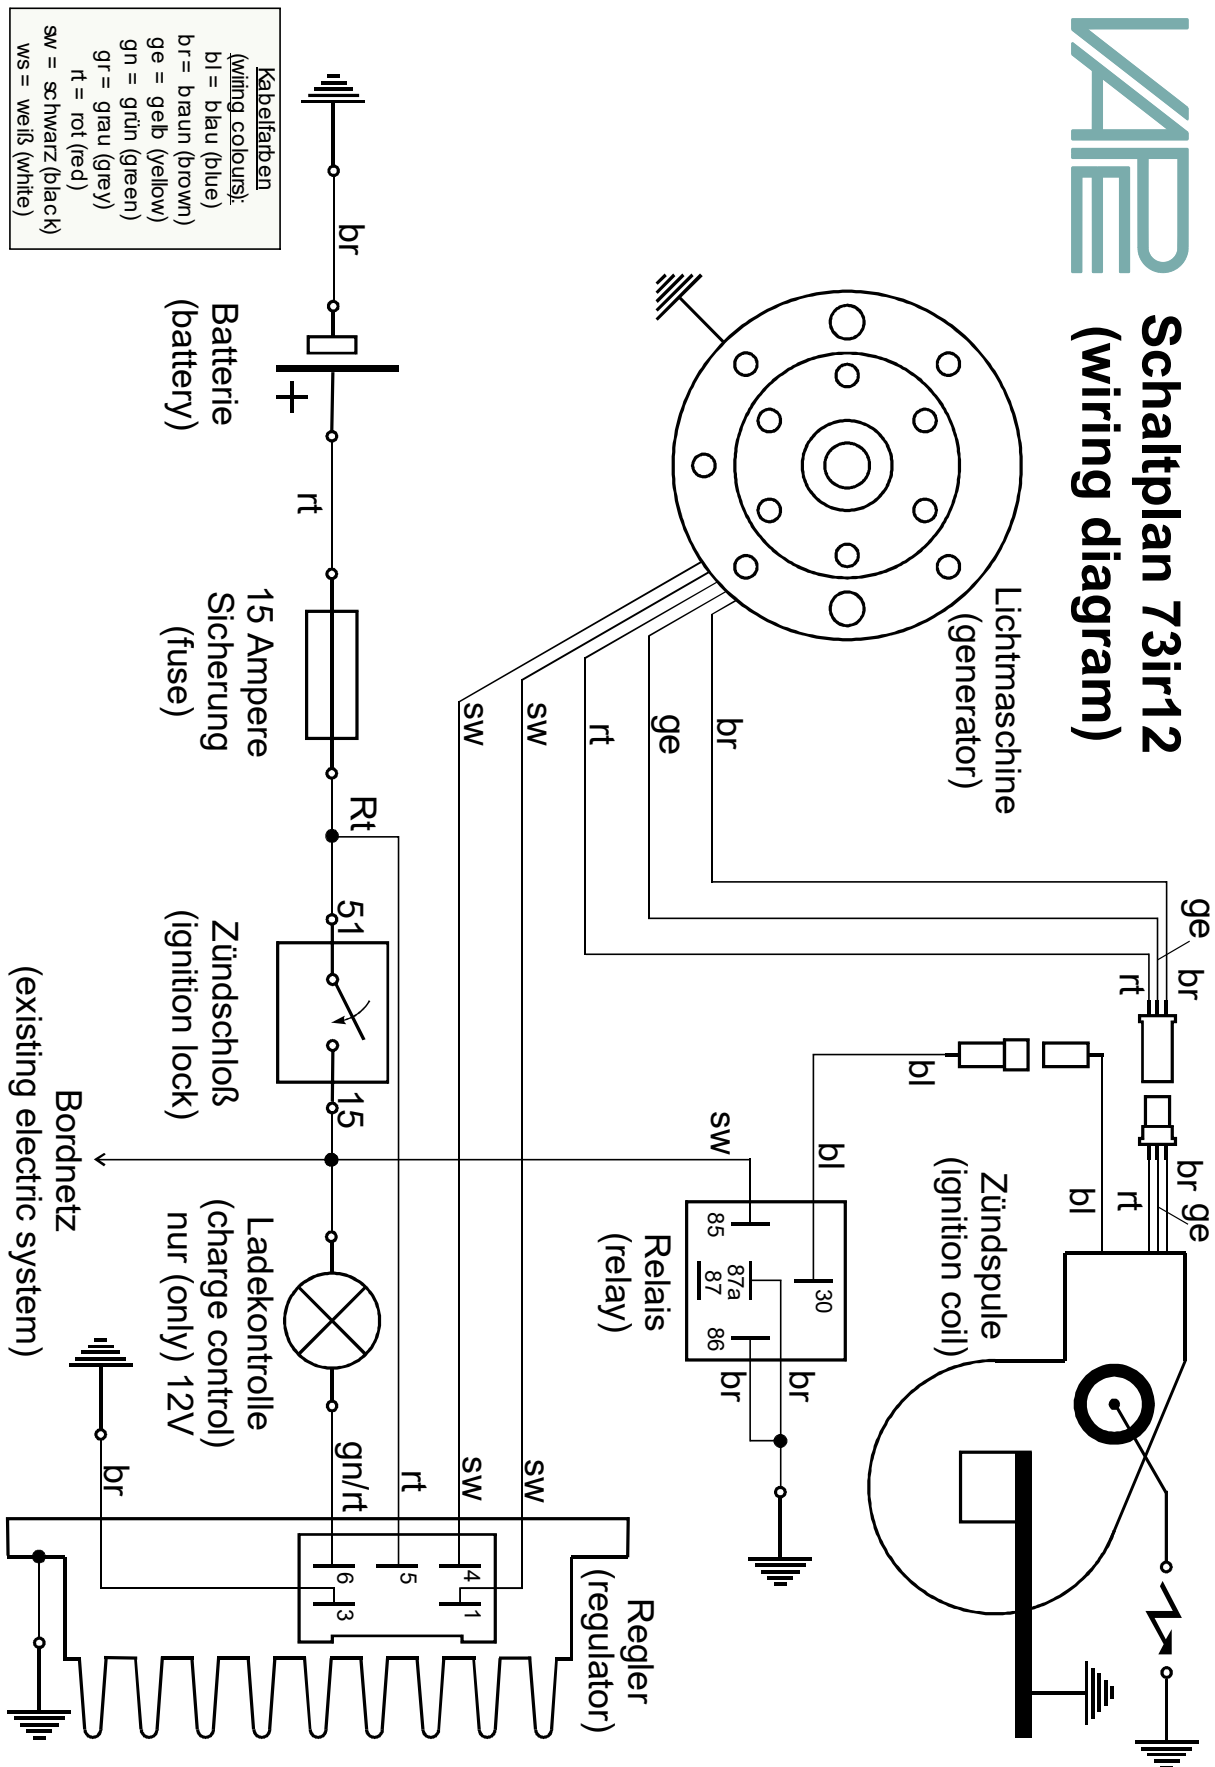 VAPE
Schaltplan 73ir12
(wiring diagram)
Lichtmaschine
(generator)
ge
br
rt
br
ge
rt
sw
sw
bl
bl
bl
rt
br ge
Zündspule
(ignition coil)
sw
85
87
87a
86
30
Relais
(relay)
br
br
br
Batterie
(battery)
+
rt
15 Ampere
Sicherung
(fuse)
Rt
51
Zündschloß
(ignition lock)
15
Bordnetz
(existing electric system)
Ladekontrolle
(charge control)
nur (only) 12V
gn/rt
rt
sw
sw
br
6
5
4
3
1
Regler
(regulator)
Kabelfarben
(wiring colours):
bl = blau (blue)
br = braun (brown)
ge = gelb (yellow)
gn = grün (green)
gr = grau (grey)
rt = rot (red)
sw = schwarz (black)
ws = weiß (white)